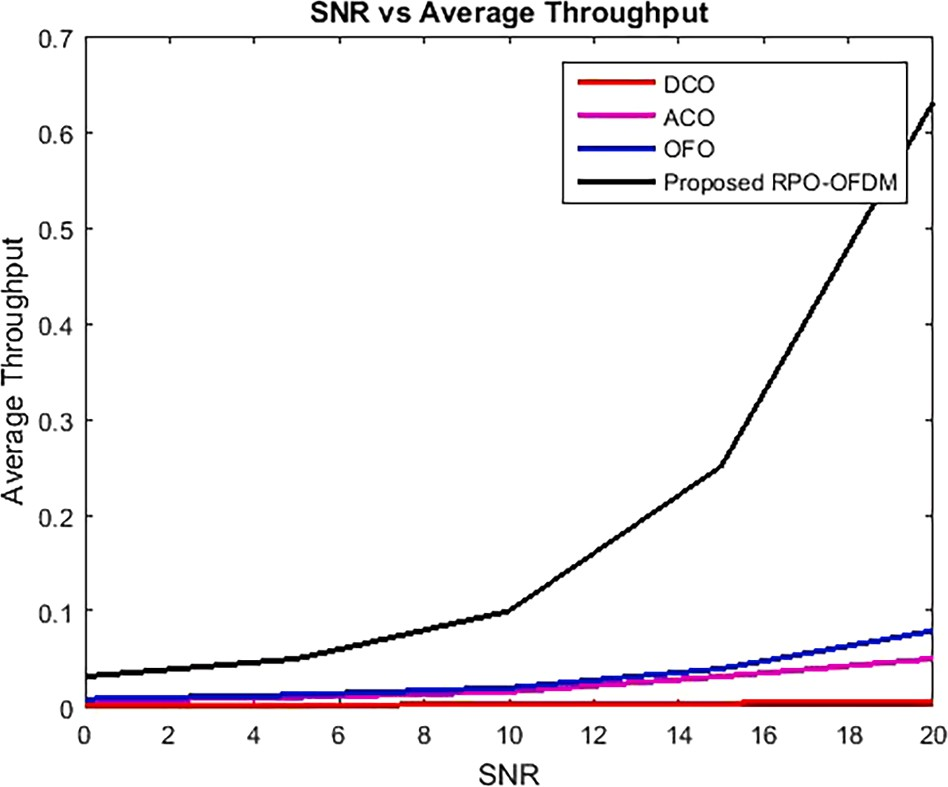 SNR vs Average Throughput
0.7
0.6
0.5
0.4
0.3
0.2
0.1
0
Average Throughput
DCO
ACO
OFO
Proposed RPO-OFDM
0 2 4 6 8 10 12 14 16 18 20
SNR